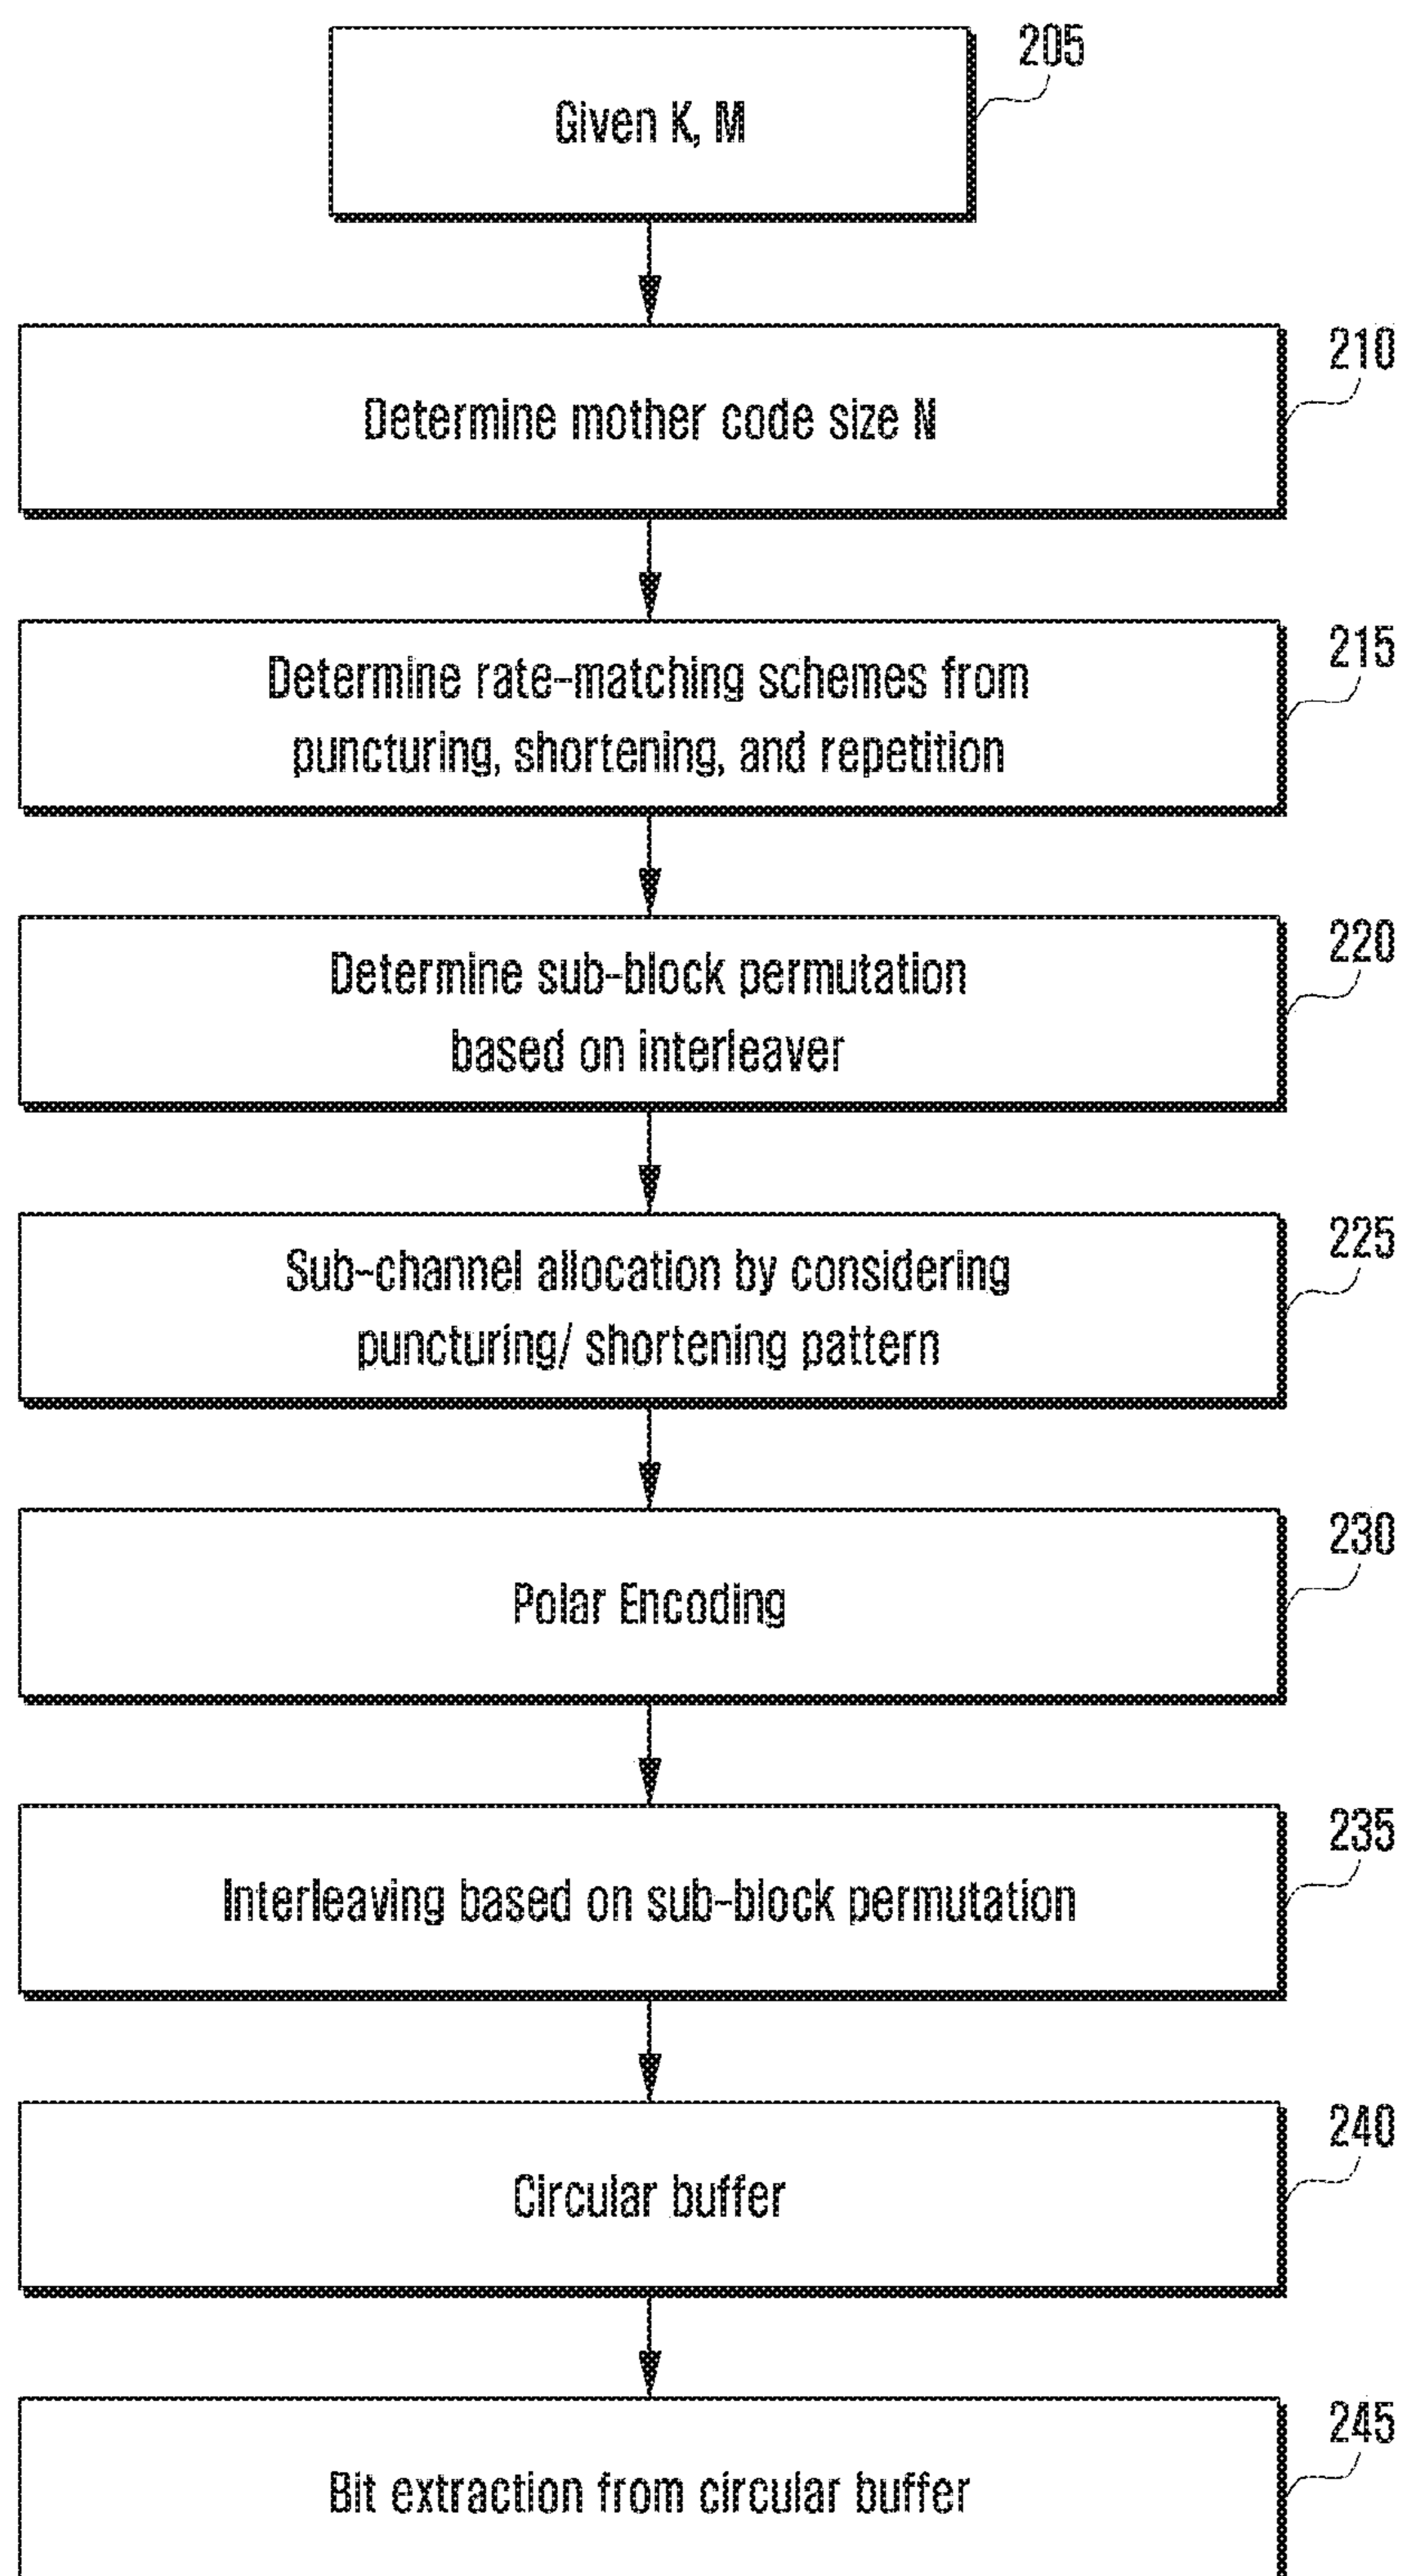 205
Given K, M
210
Determine mother code size N
215
Determine rate-matching schemes from
puncturing, shortening, and repetition
220
Determine sub-block permutation
based on interleaver
225
Sub-channel allocation by considering
puncturing/ shortening pattern
230
Polar Encoding
235
Interleaving based on sub-block permutation
240
Circular buffer
245
Bit extraction from circular buffer